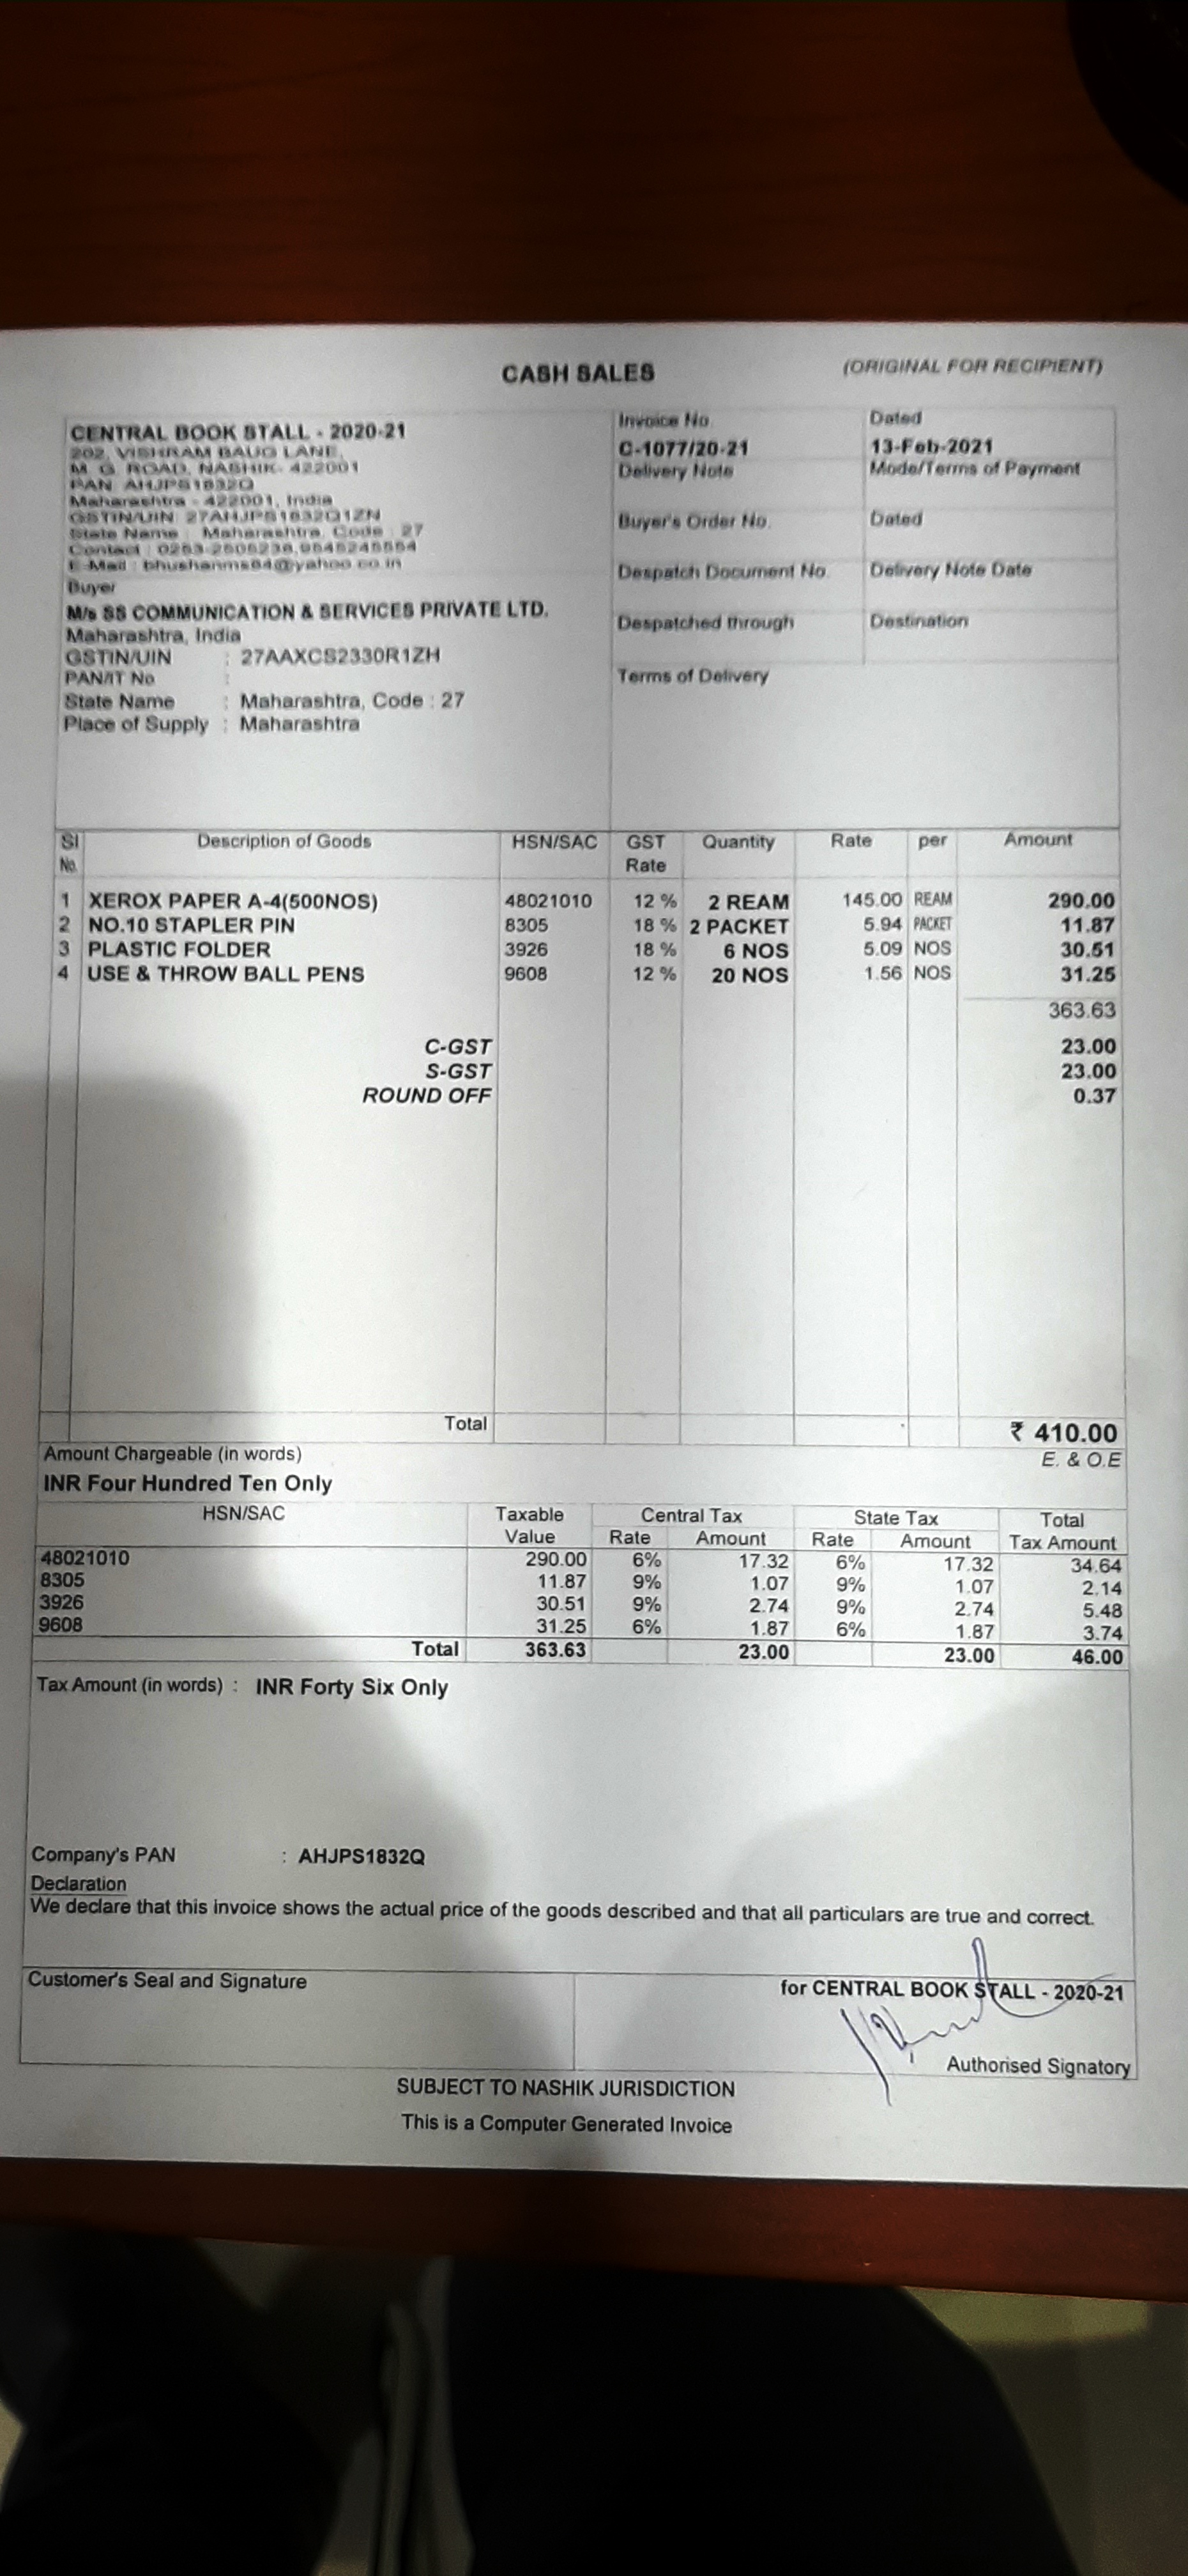 CASH SALES
(ORIGINAL FOR RECIPIENT)
CENTRAL BOOK STALL - 2020-21
202, VISHRAM BAUG LANE,
M. G. ROAD, NASHIK- 422001
PAN AHJPS1832Q
Maharashtra - 422001, India
GSTIN/UIN: 27AHJPS1832Q1ZN
State Name : Maharashtra, Code : 27
Contact : 0253
E-Mail :
Buyer
M/s SS COMMUNICATION & SERVICES PRIVATE LTD.
Maharashtra, India
GSTIN/UIN : 27AAXCS2330R1ZH
PAN/IT No :
State Name : Maharashtra, Code : 27
Place of Supply : Maharashtra
Invoice No. Dated
C-1077/20-21 13-Feb-2021
Delivery Note Mode/Terms of Payment
Buyer's Order No. Dated
Despatch Document No. Delivery Note Date
Despatched through Destination
Terms of Delivery
Sl No. Description of Goods HSN/SAC GST Rate Quantity Rate per Amount
1 XEROX PAPER A-4(500NOS) 48021010 12 % 2 REAM 145.00 REAM 290.00
2 NO.10 STAPLER PIN 8305 18 % 2 PACKET 5.94 PACKET 11.87
3 PLASTIC FOLDER 3926 18 % 6 NOS 5.09 NOS 30.51
4 USE & THROW BALL PENS 9608 12 % 20 NOS 1.56 NOS 31.25
363.63
C-GST 23.00
S-GST 23.00
ROUND OFF 0.37
Total ₹ 410.00
Amount Chargeable (in words) E. & O.E
INR Four Hundred Ten Only
HSN/SAC Taxable Value Central Tax Rate Amount State Tax Rate Amount Total Tax Amount
48021010 290.00 6% 17.32 6% 17.32 34.64
8305 11.87 9% 1.07 9% 1.07 2.14
3926 30.51 9% 2.74 9% 2.74 5.48
9608 31.25 6% 1.87 6% 1.87 3.74
Total 363.63 23.00 23.00 46.00
Tax Amount (in words) : INR Forty Six Only
Company's PAN : AHJPS1832Q
Declaration
We declare that this invoice shows the actual price of the goods described and that all particulars are true and correct.
Customer's Seal and Signature
for CENTRAL BOOK STALL - 2020-21
Authorised Signatory
SUBJECT TO NASHIK JURISDICTION
This is a Computer Generated Invoice